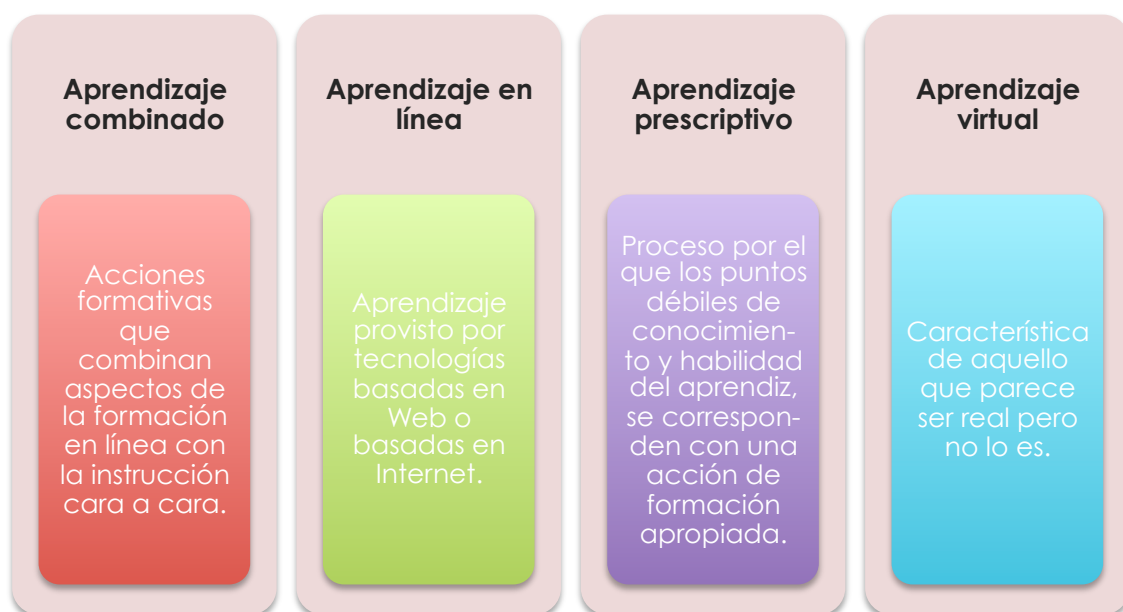 Aprendizaje
combinado
Acciones
formativas
que
combinan
aspectos de
la formación
en línea con
la instrucción
cara a cara.
Aprendizaje en
línea
Aprendizaje
provisto por
tecnologías
basadas en
Web o
basadas en
Internet.
Aprendizaje
prescriptivo
Proceso por el
que los puntos
débiles de
conocimien-
to y habilidad
del aprendiz,
se correspon-
den con una
acción de
formación
apropiada.
Aprendizaje
virtual
Característica
de aquello
que parece
ser real pero
no lo es.